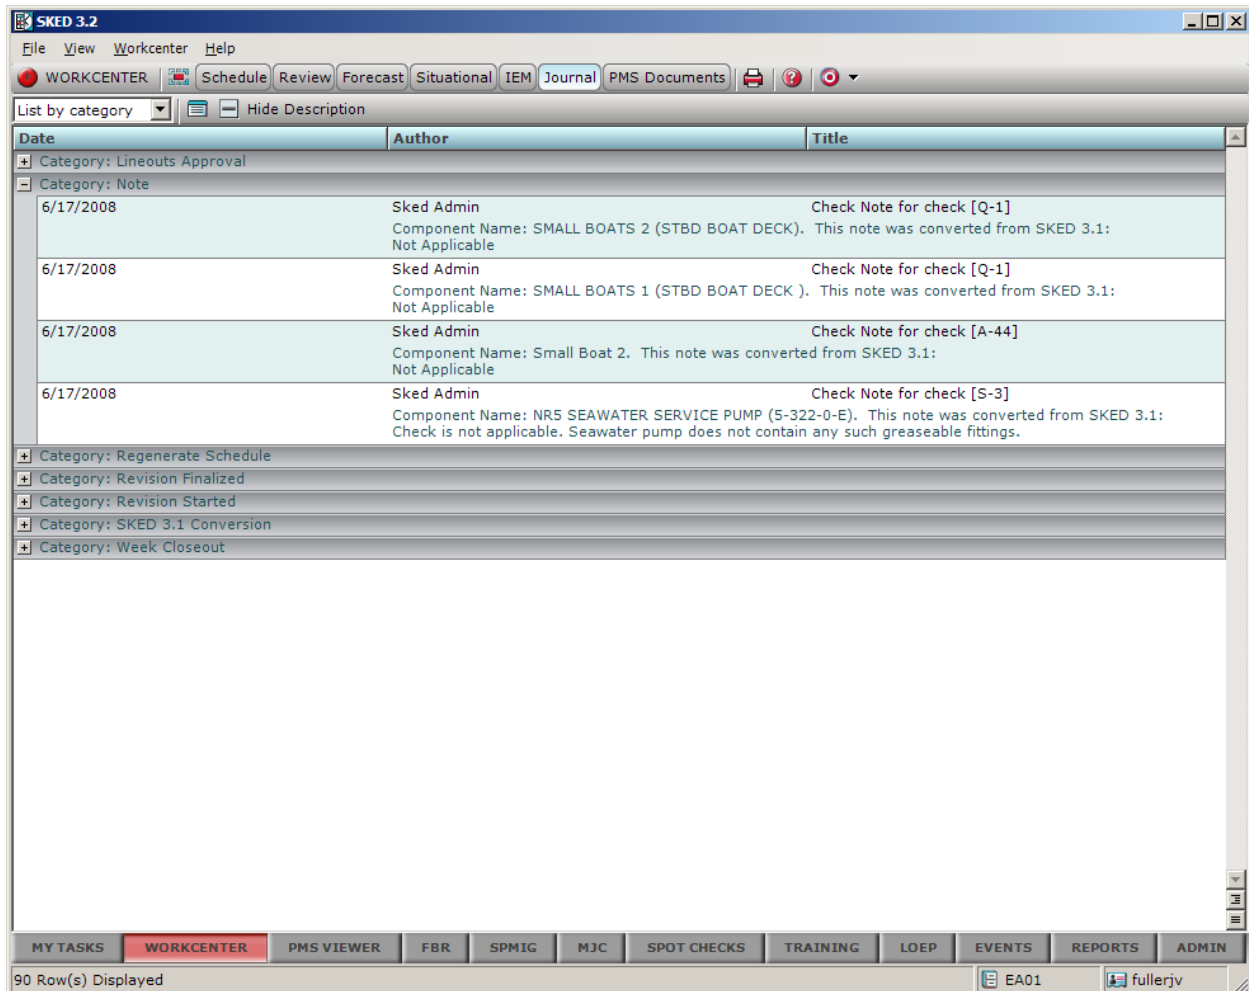 SKED 3.2
File View Workcenter Help
WORKCENTER Schedule Review Forecast Situational IEM Journal PMS Documents
List by category Hide Description
Date Author Title
Category: Lineouts Approval
Category: Note
6/17/2008 Sked Admin Check Note for check [Q-1]
Component Name: SMALL BOATS 2 (STBD BOAT DECK). This note was converted from SKED 3.1:
Not Applicable
6/17/2008 Sked Admin Check Note for check [Q-1]
Component Name: SMALL BOATS 1 (STBD BOAT DECK ). This note was converted from SKED 3.1:
Not Applicable
6/17/2008 Sked Admin Check Note for check [A-44]
Component Name: Small Boat 2. This note was converted from SKED 3.1:
Not Applicable
6/17/2008 Sked Admin Check Note for check [S-3]
Component Name: NR5 SEAWATER SERVICE PUMP (5-322-0-E). This note was converted from SKED 3.1:
Check is not applicable. Seawater pump does not contain any such greaseable fittings.
Category: Regenerate Schedule
Category: Revision Finalized
Category: Revision Started
Category: SKED 3.1 Conversion
Category: Week Closeout
MY TASKS WORKCENTER PMS VIEWER FBR SPMIG MJC SPOT CHECKS TRAINING LOEP EVENTS REPORTS ADMIN
90 Row(s) Displayed EA01 fullerjv